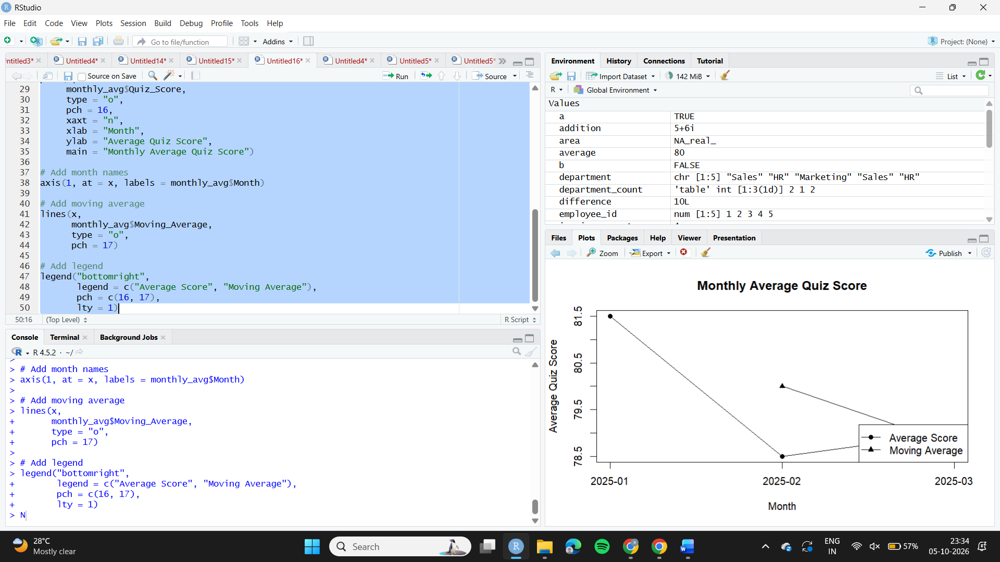 RStudio
File Edit Code View Plots Session Build Debug Profile Tools Help
Go to file/function Addins Project: (None)
ntitled3* Untitled4* Untitled14* Untitled15* Untitled16* Untitled4* Untitled5* Untitled5*
Source on Save Run Source
29 monthly_avg$Quiz_Score,
30 type = "o",
31 pch = 16,
32 xaxt = "n",
33 xlab = "Month",
34 ylab = "Average Quiz Score",
35 main = "Monthly Average Quiz Score")
36
37 # Add month names
38 axis(1, at = x, labels = monthly_avg$Month)
39
40 # Add moving average
41 lines(x,
42 monthly_avg$Moving_Average,
43 type = "o",
44 pch = 17)
45
46 # Add legend
47 legend("bottomright",
48 legend = c("Average Score", "Moving Average"),
49 pch = c(16, 17),
50 lty = 1)
50:16 (Top Level) R Script
Console Terminal Background Jobs
R 4.5.2 · ~/
>
> # Add month names
> axis(1, at = x, labels = monthly_avg$Month)
>
> # Add moving average
> lines(x,
+ monthly_avg$Moving_Average,
+ type = "o",
+ pch = 17)
>
> # Add legend
> legend("bottomright",
+ legend = c("Average Score", "Moving Average"),
+ pch = c(16, 17),
+ lty = 1)
> N
Environment History Connections Tutorial
Import Dataset 142 MiB List
R Global Environment
Values
a TRUE
addition 5+6i
area NA_real_
average 80
b FALSE
department chr [1:5] "Sales" "HR" "Marketing" "Sales" "HR"
department_count 'table' int [1:3(1d)] 2 1 2
difference 10L
employee_id num [1:5] 1 2 3 4 5
Files Plots Packages Help Viewer Presentation
Zoom Export Publish
Monthly Average Quiz Score
Average Quiz Score
81.5
80.5
79.5
78.5
Average Score
Moving Average
2025-01 2025-02 2025-03
Month
28°C
Mostly clear
Search
ENG
IN
57%
23:34
05-10-2026